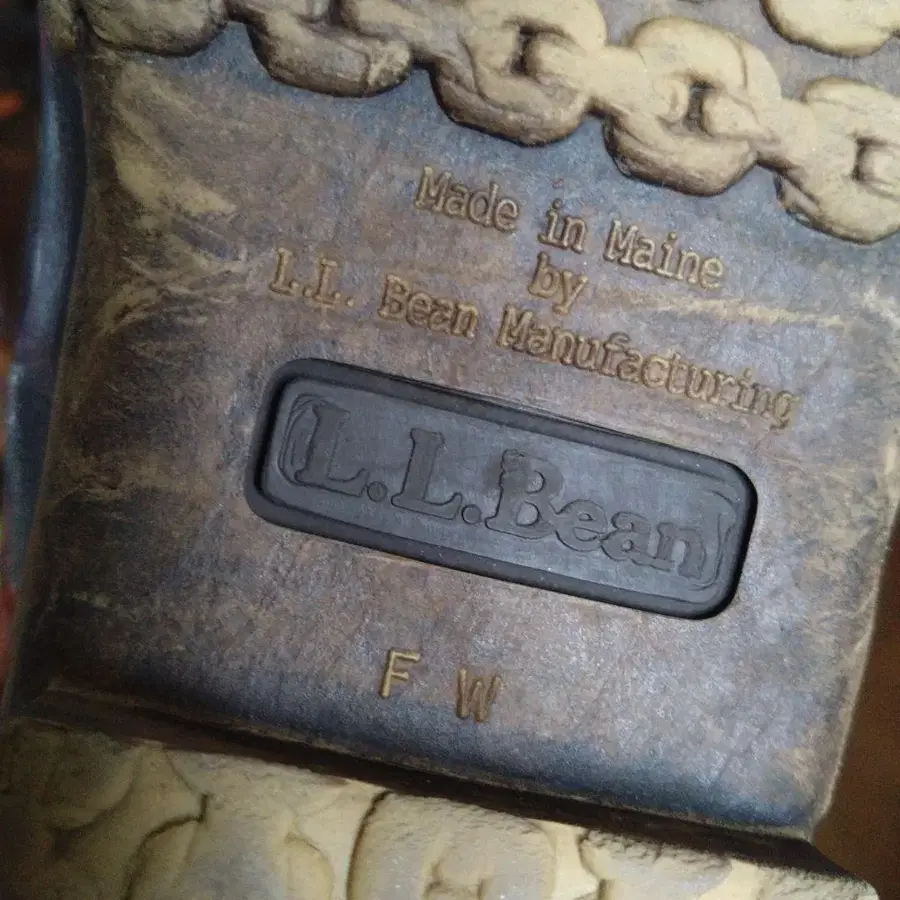 Made in Maine
by
L.L. Bean Manufacturing
L.L.Bean
F W